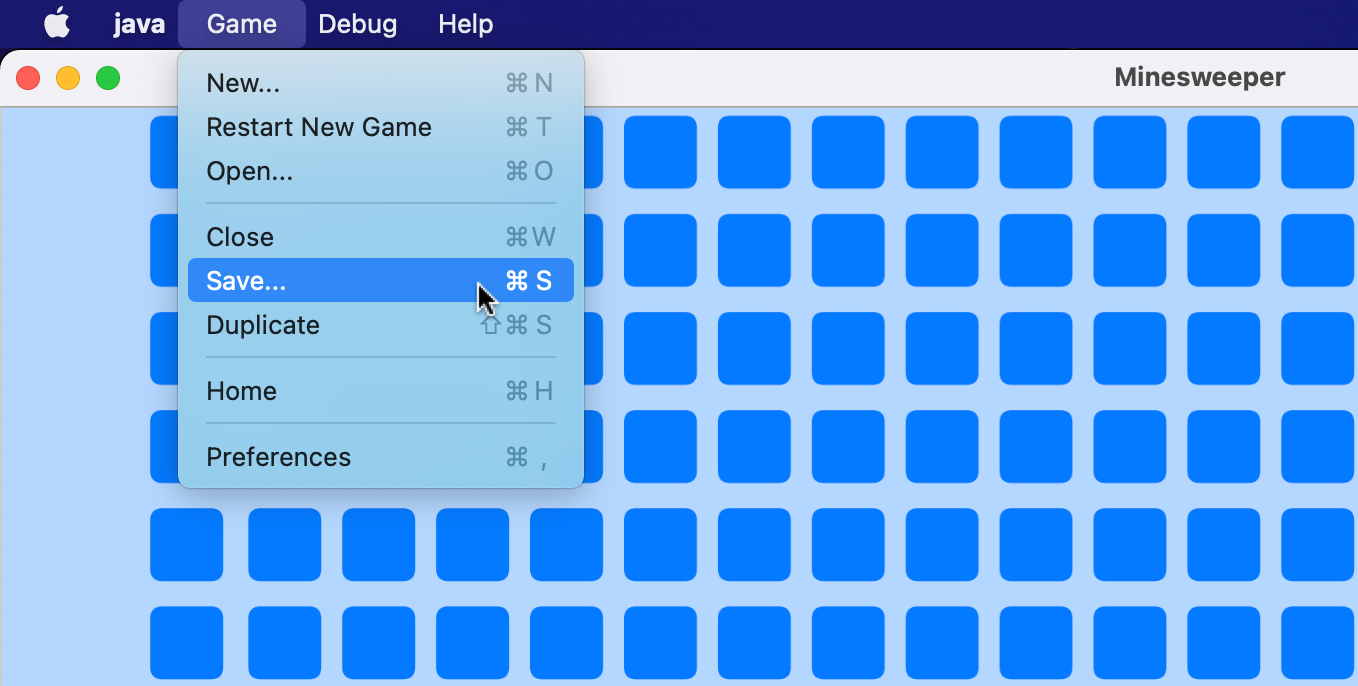 java Game Debug Help
Minesweeper
New... ⌘ N
Restart New Game ⌘ T
Open... ⌘ O
Close ⌘ W
Save... ⌘ S
Duplicate ⇧ ⌘ S
Home ⌘ H
Preferences ⌘ ,